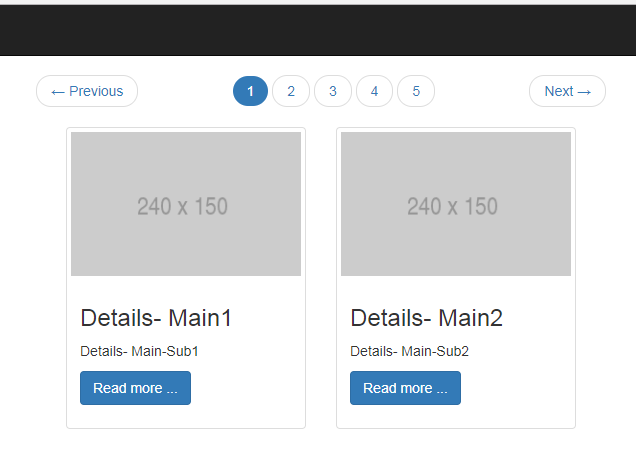 ← Previous 1 2 3 4 5 Next →
240 x 150 240 x 150
Details- Main1 Details- Main2
Details- Main-Sub1 Details- Main-Sub2
Read more ... Read more ...